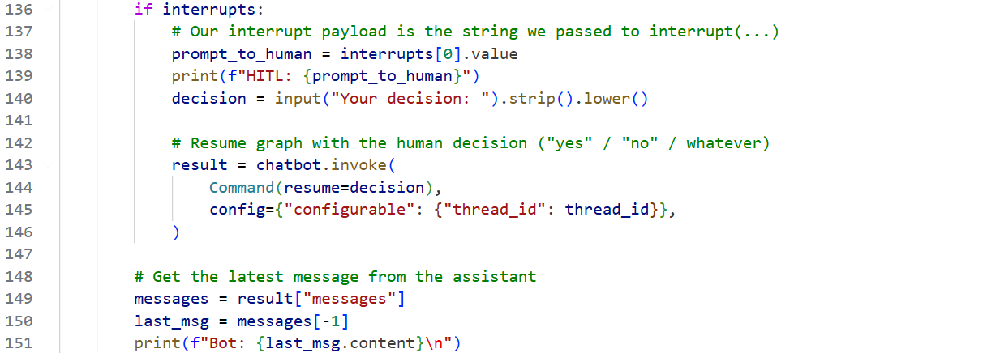 136 if interrupts:
137 # Our interrupt payload is the string we passed to interrupt(...)
138 prompt_to_human = interrupts[0].value
139 print(f"HITL: {prompt_to_human}")
140 decision = input("Your decision: ").strip().lower()
141
142 # Resume graph with the human decision ("yes" / "no" / whatever)
143 result = chatbot.invoke(
144 Command(resume=decision),
145 config={"configurable": {"thread_id": thread_id}},
146 )
147
148 # Get the latest message from the assistant
149 messages = result["messages"]
150 last_msg = messages[-1]
151 print(f"Bot: {last_msg.content}\n")